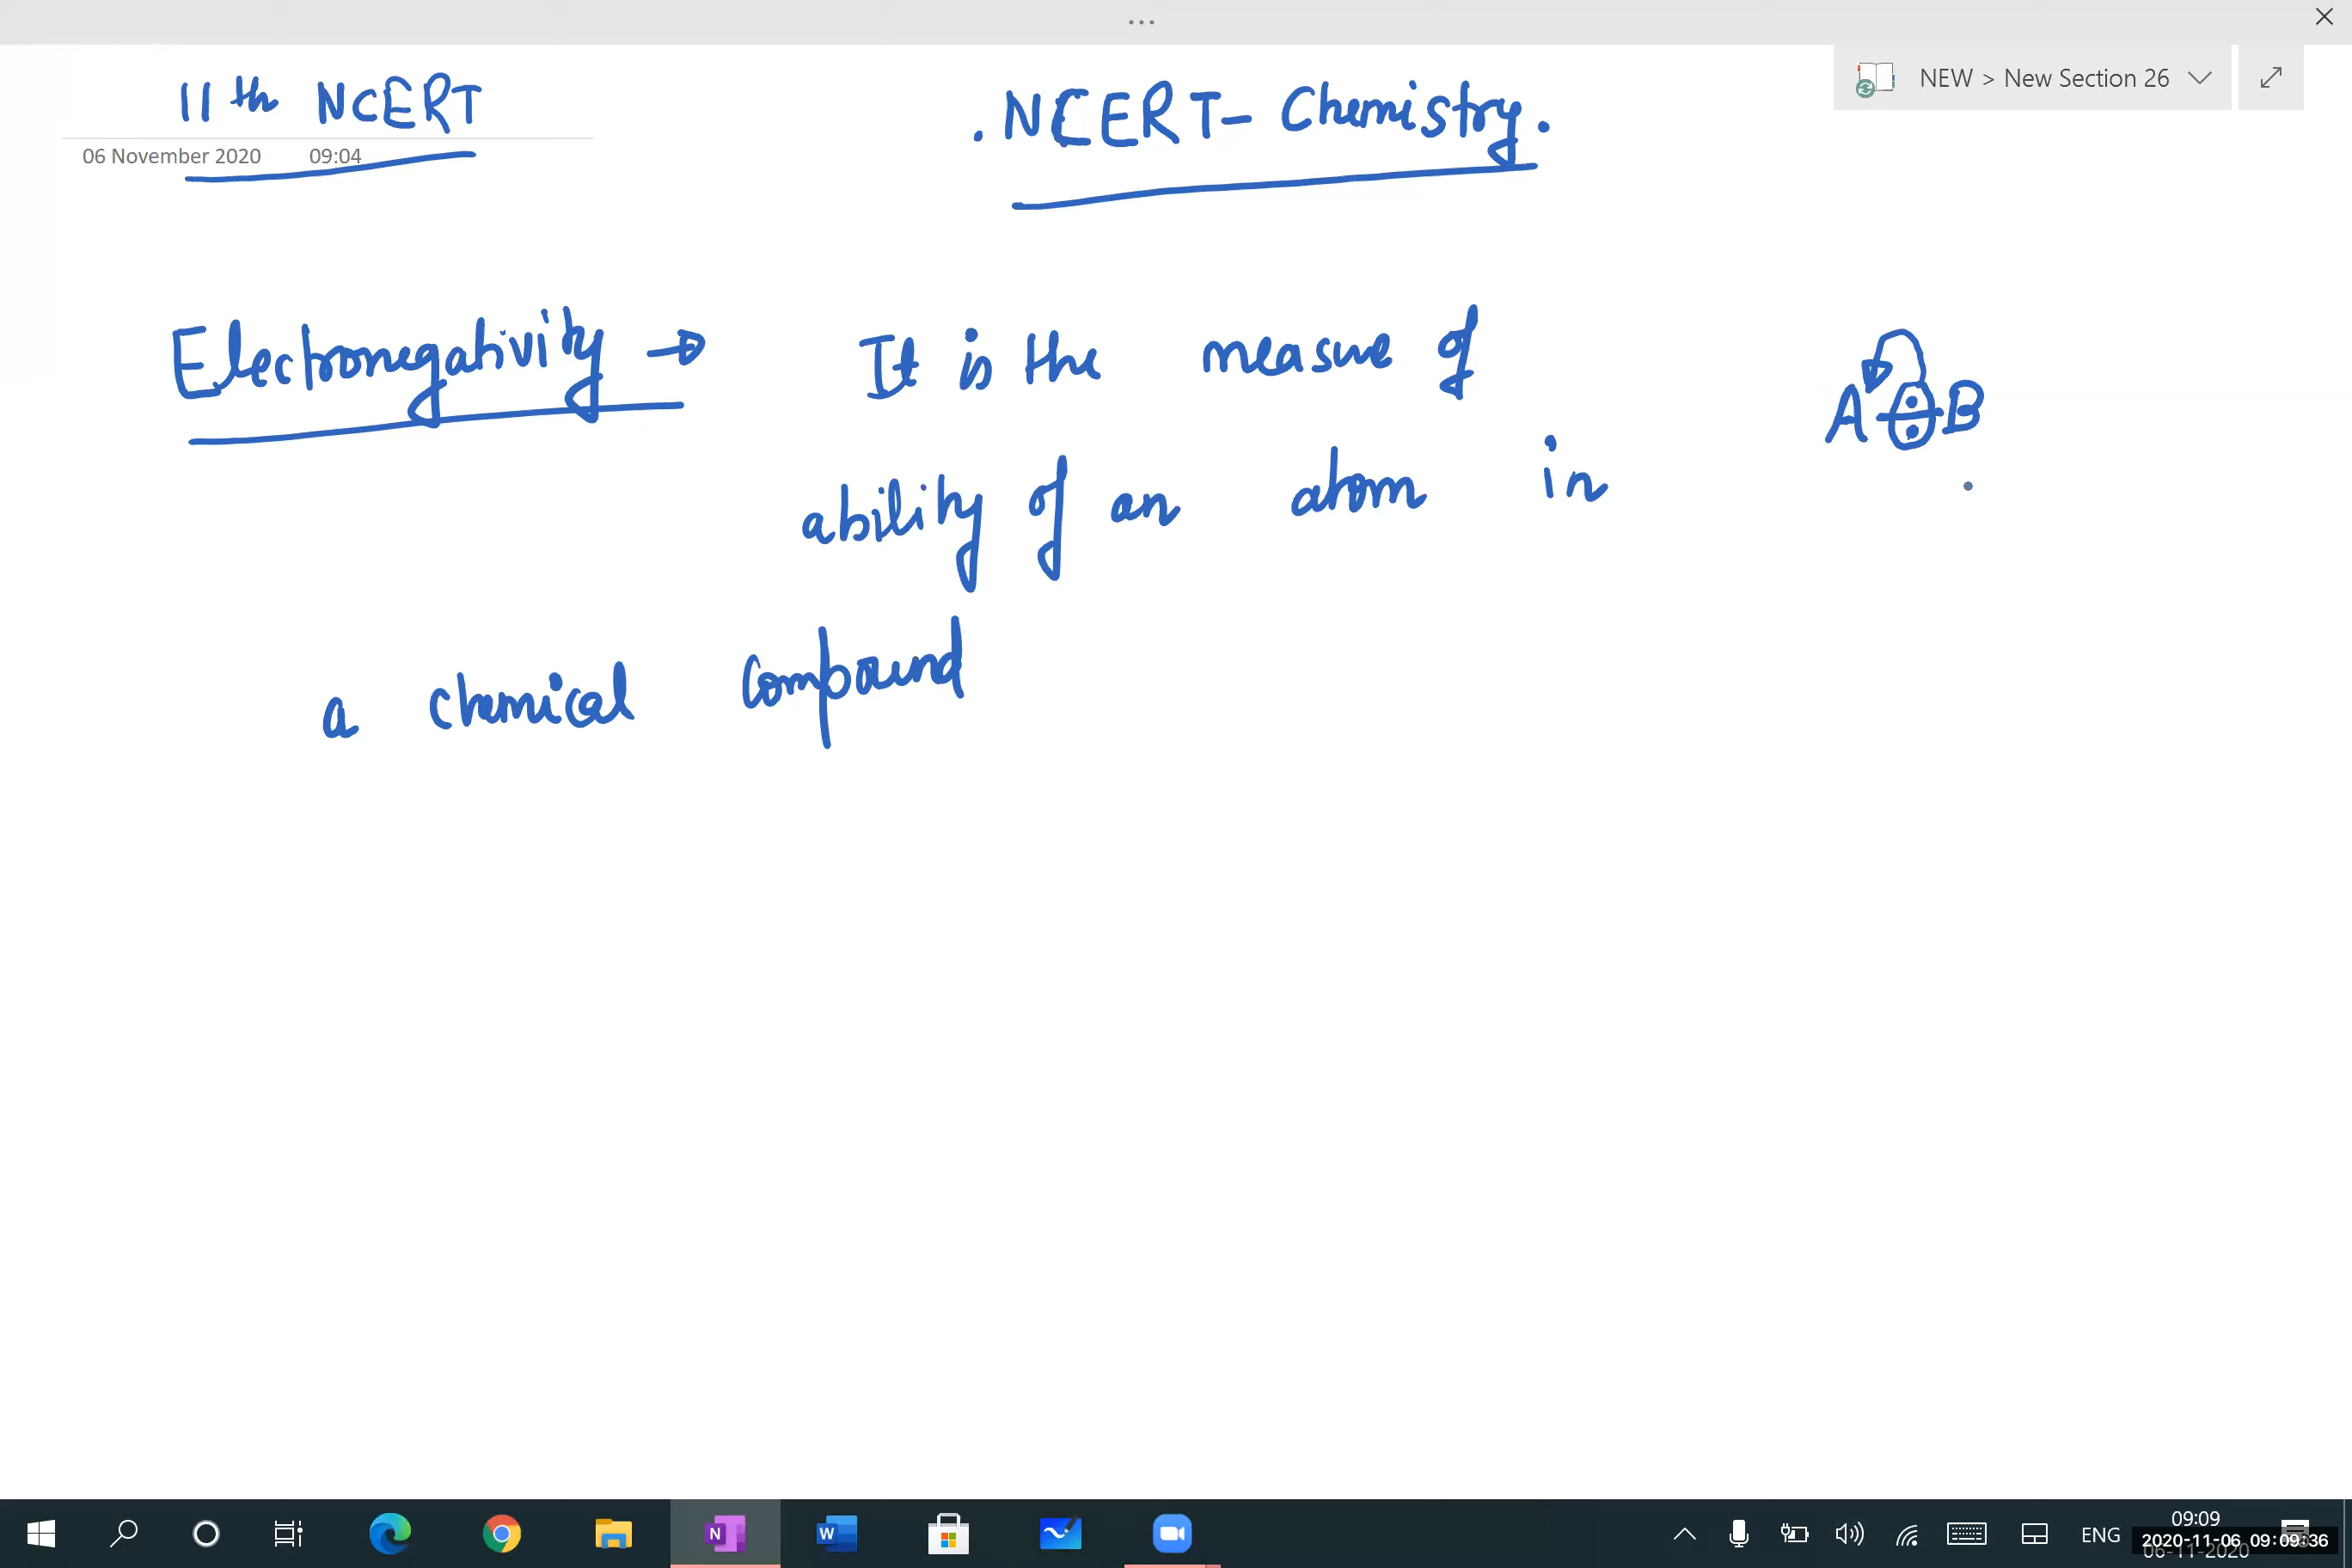 ...
NEW > New Section 26
11th NCERT
.NCERT- Chemistry.
06 November 2020 09:04
Electronegativity → It is the measure of
A B
ability of an atom in
a chemical compound
N
W
ENG
09:09
2020-11-06 09:09:36
06-11-2020